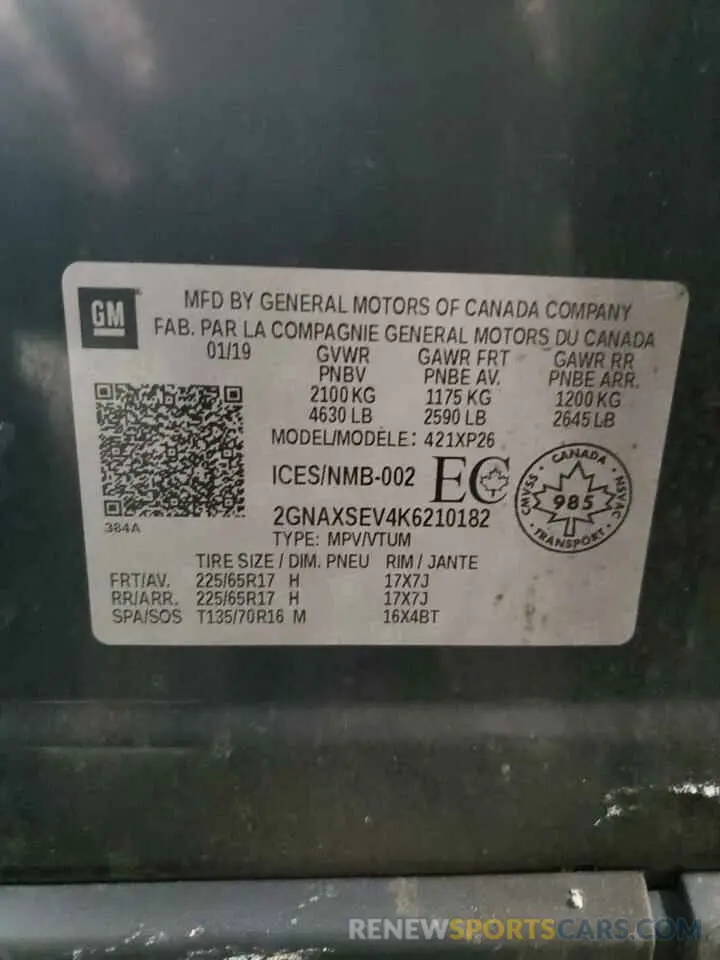 GM
MFD BY GENERAL MOTORS OF CANADA COMPANY
FAB. PAR LA COMPAGNIE GENERAL MOTORS DU CANADA
01/19 GVWR GAWR FRT GAWR RR
PNBV PNBE AV. PNBE ARR.
2100 KG 1175 KG 1200 KG
4630 LB 2590 LB 2645 LB
MODEL/MODÈLE: 421XP26
ICES/NMB-002 EC
CANADA
CMVSS 985 NSVAC
TRANSPORT
384A
2GNAXSEV4K6210182
TYPE: MPV/VTUM
TIRE SIZE / DIM. PNEU RIM / JANTE
FRT/AV. 225/65R17 H 17X7J
RR/ARR. 225/65R17 H 17X7J
SPA/SOS T135/70R16 M 16X4BT
RENEWSPORTSCARS.COM